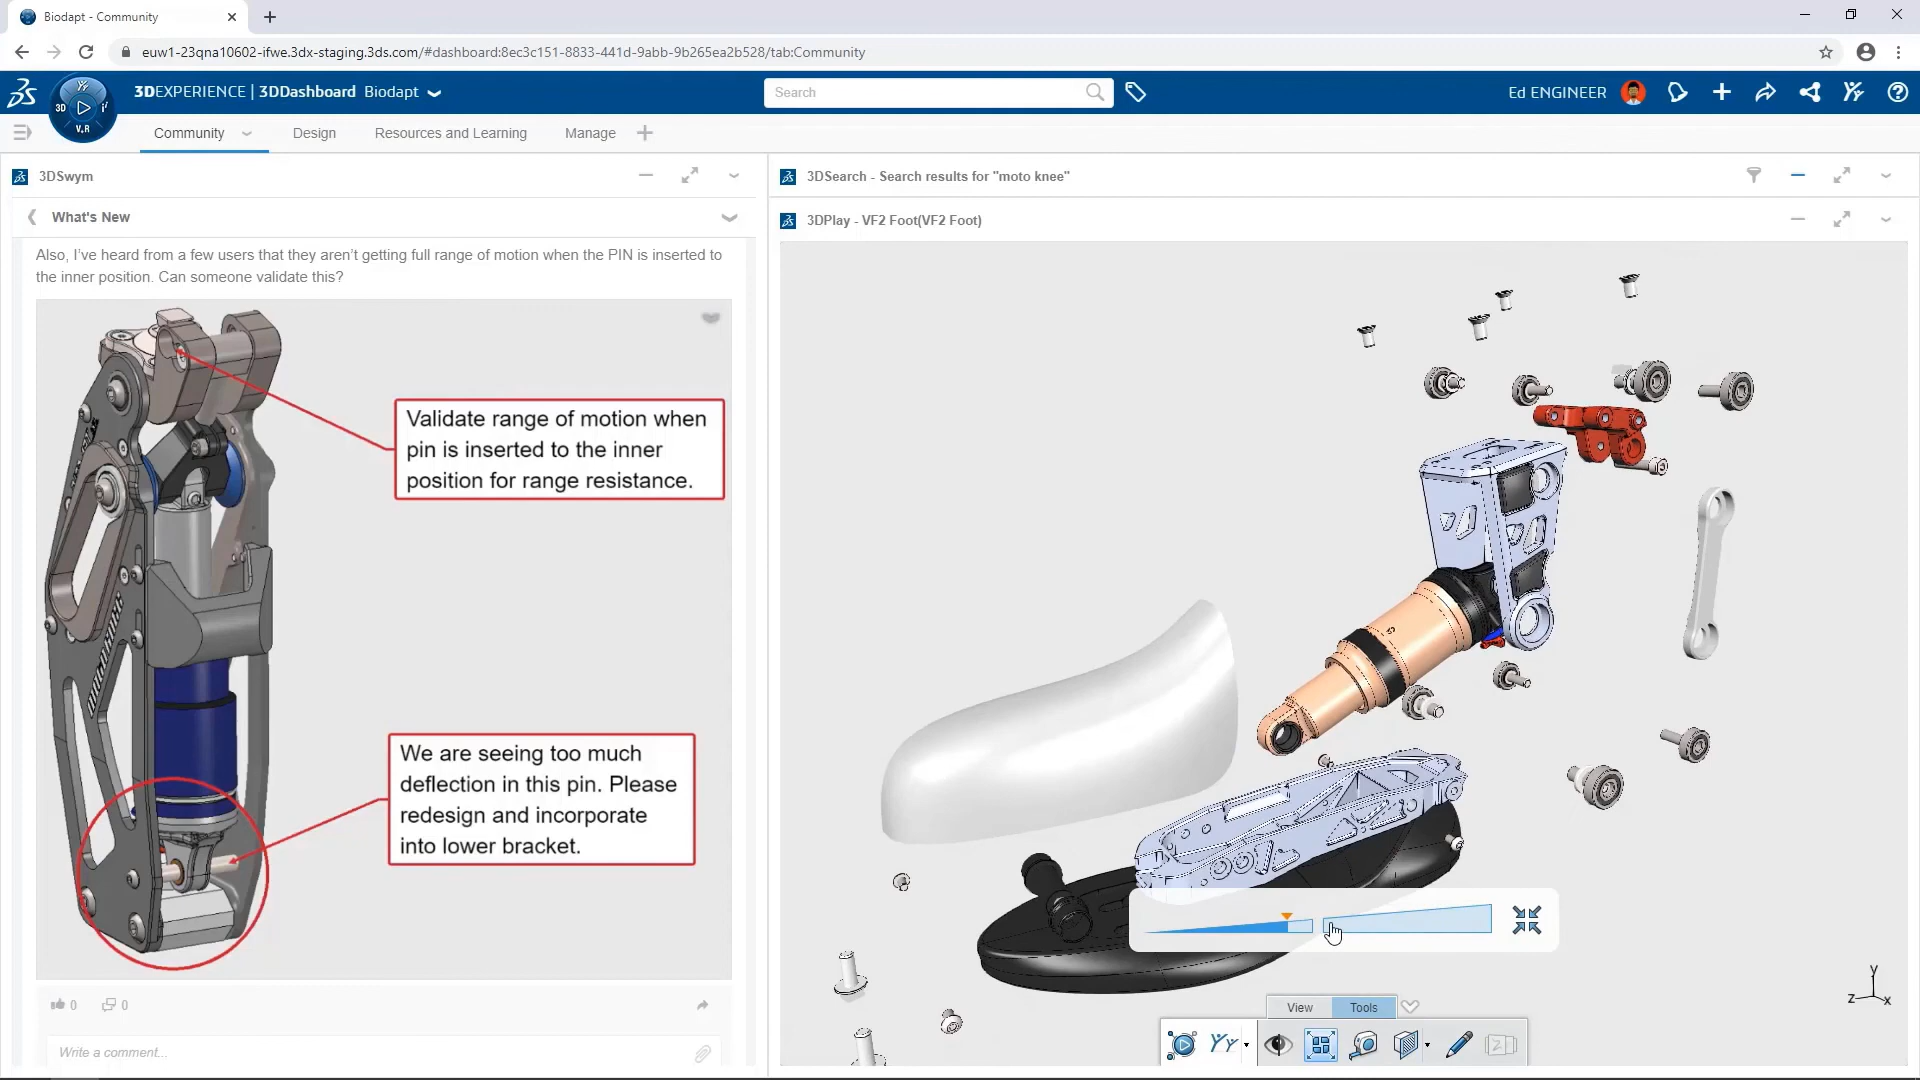 Biodapt - Community
euw1-23qna10602-ifwe.3dx-staging.3ds.com/#dashboard:8ec3c151-8833-441d-9abb-9b265ea2b528/tab:Community
3DEXPERIENCE | 3DDashboard Biodapt
Search
Ed ENGINEER
3D
V.R
Community
Design
Resources and Learning
Manage
3DSwym
3DSearch - Search results for "moto knee"
What's New
3DPlay - VF2 Foot(VF2 Foot)
Also, I've heard from a few users that they aren't getting full range of motion when the PIN is inserted to
the inner position. Can someone validate this?
Validate range of motion when
pin is inserted to the inner
position for range resistance.
We are seeing too much
deflection in this pin. Please
redesign and incorporate
into lower bracket.
0
0
Write a comment...
View
Tools
y
z
x